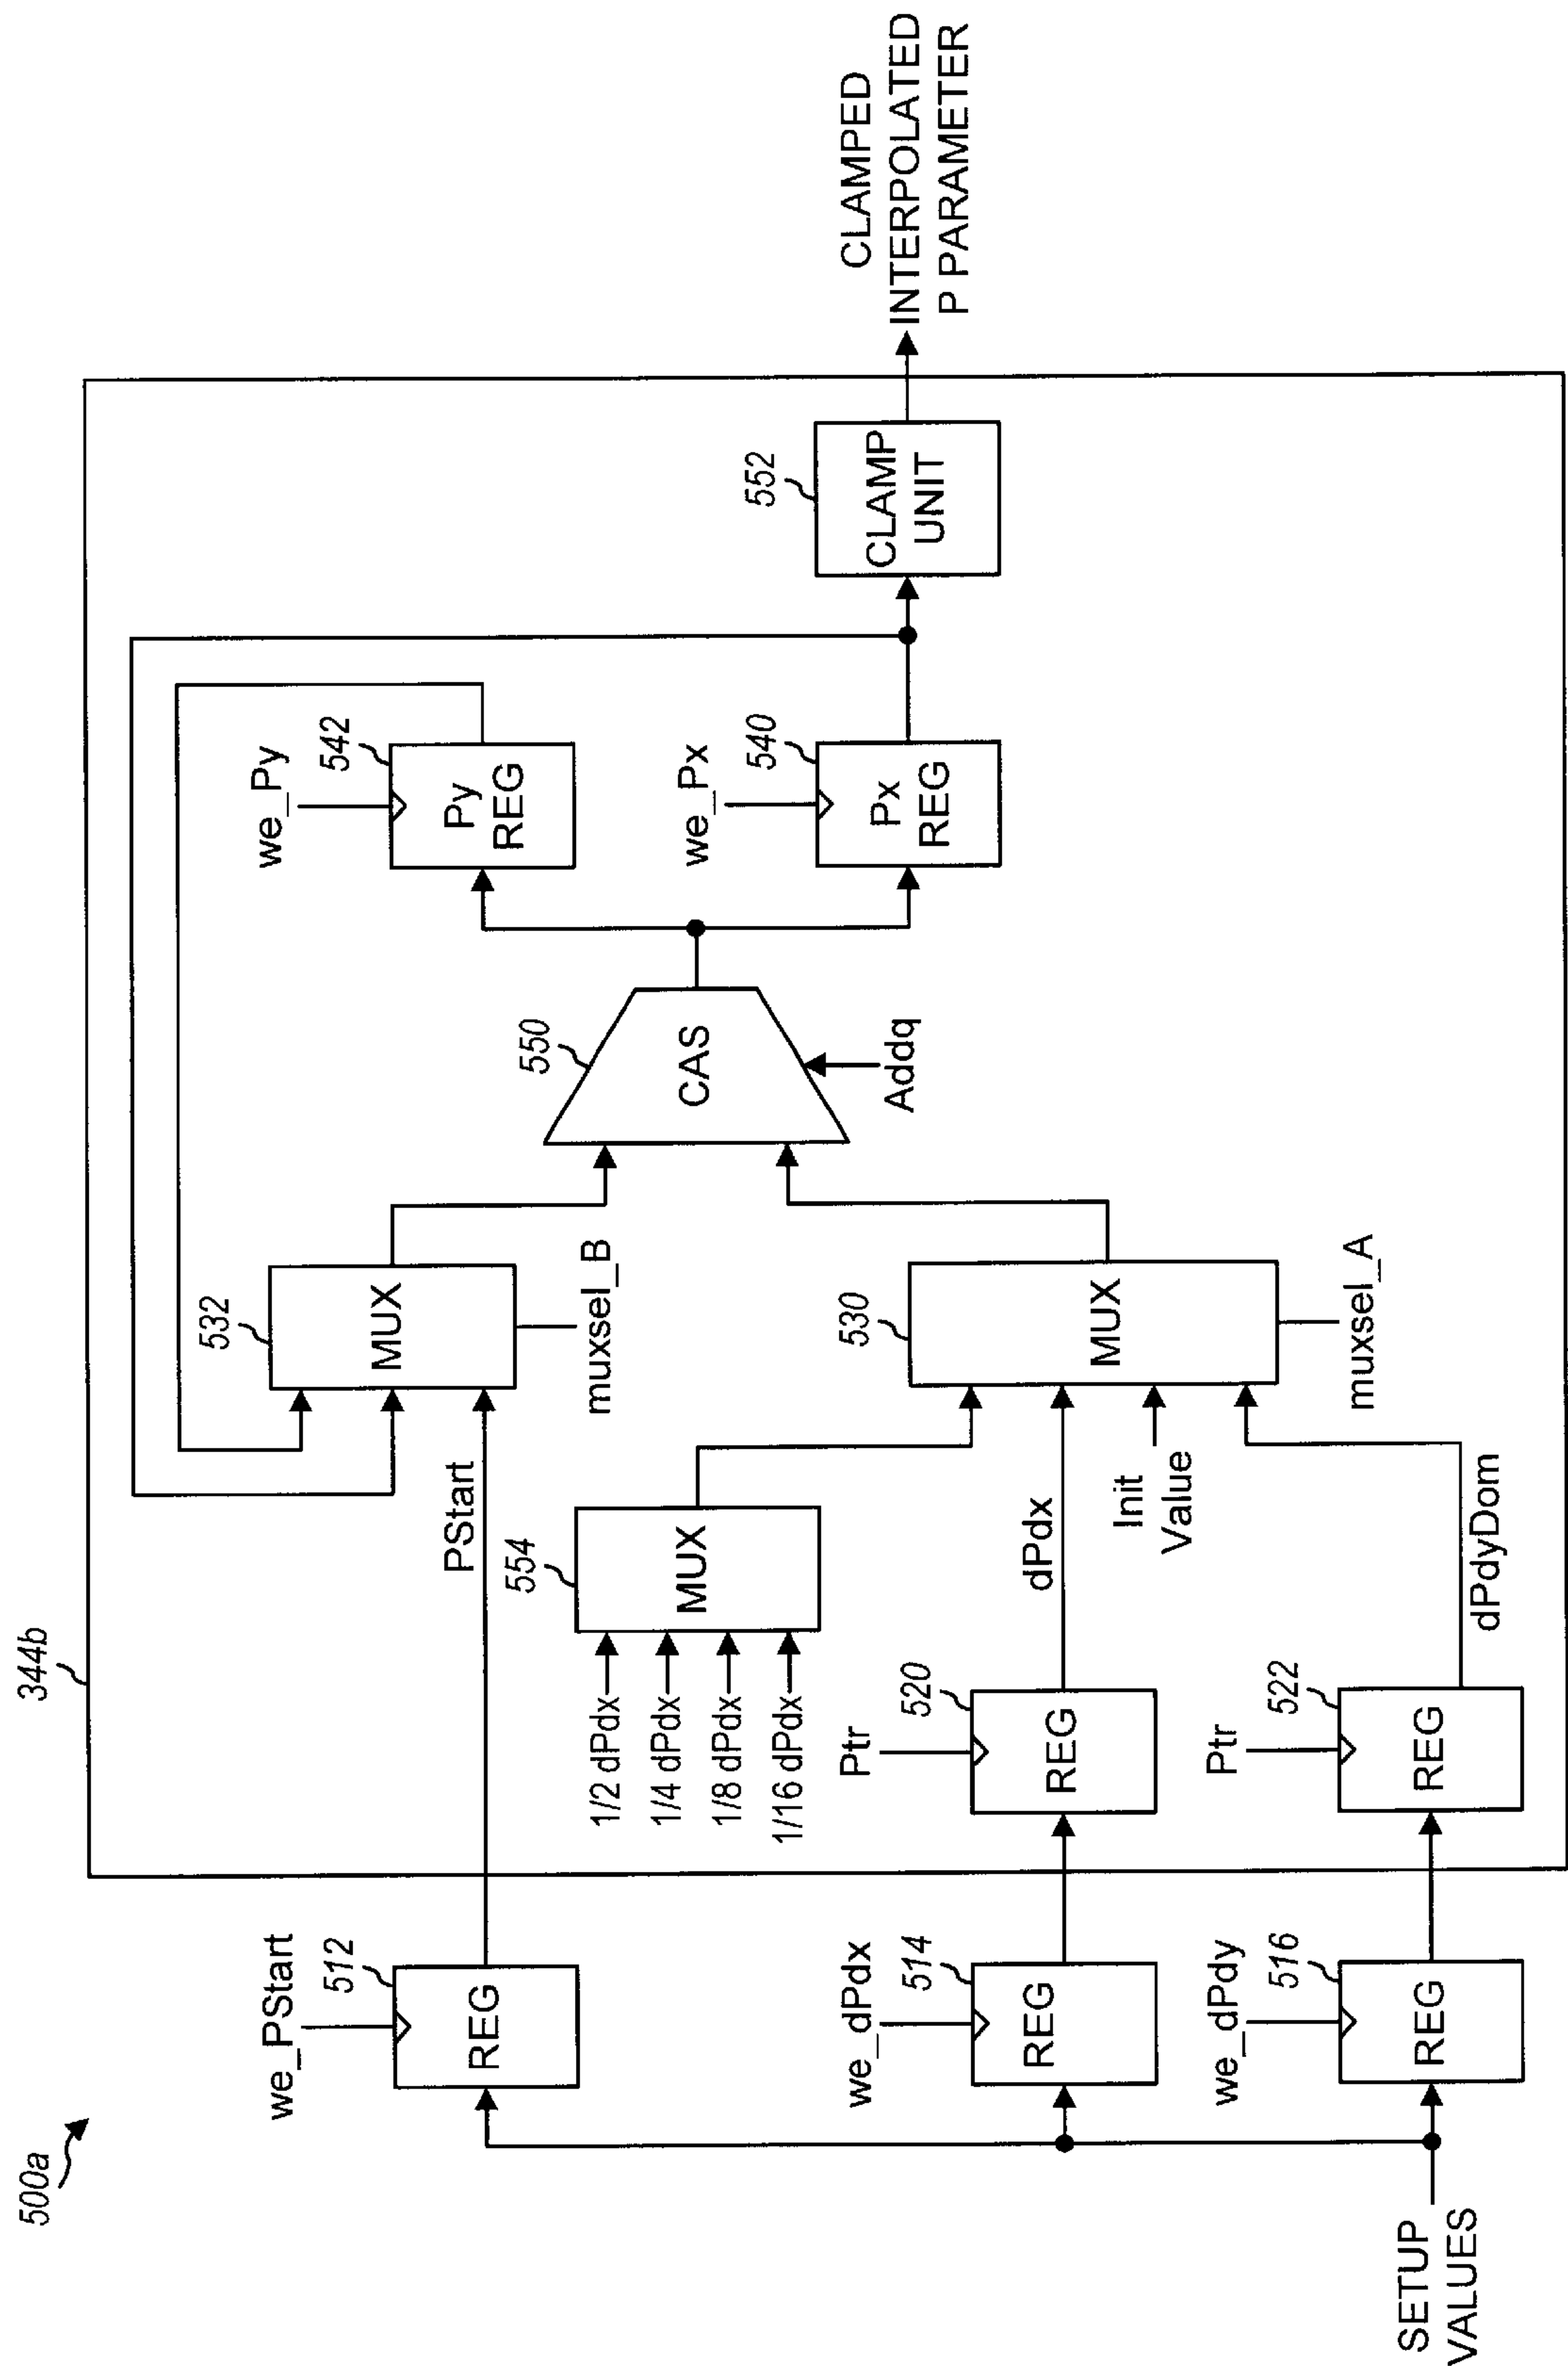 500a
344b
SETUP
VALUES
we_PStart
512
REG
we_dPdx
514
REG
we_dPdy
516
REG
PStart
1/2 dPdx
1/4 dPdx
1/8 dPdx
1/16 dPdx
554
MUX
Ptr
520
REG
dPdx
Ptr
522
REG
dPdyDom
Init
Value
532
MUX
muxsel_B
530
MUX
muxsel_A
550
CAS
Addq
we_Py
542
Py
REG
we_Px
540
Px
REG
552
CLAMP
UNIT
CLAMPED
INTERPOLATED
P PARAMETER